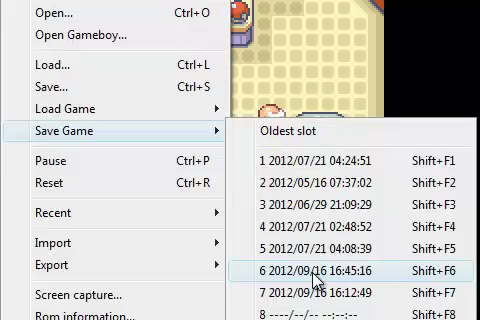 Open... Ctrl+O
Open Gameboy...
Load... Ctrl+L
Save... Ctrl+S
Load Game
Save Game
Pause Ctrl+P
Reset Ctrl+R
Recent
Import
Export
Screen capture...
Rom information...
Oldest slot
1 2012/07/21 04:24:51 Shift+F1
2 2012/05/16 07:37:02 Shift+F2
3 2012/06/29 21:09:29 Shift+F3
4 2012/07/21 02:48:52 Shift+F4
5 2012/07/21 04:08:39 Shift+F5
6 2012/09/16 16:45:16 Shift+F6
7 2012/09/16 16:12:49 Shift+F7
8 ----/--/-- --:--:-- Shift+F8